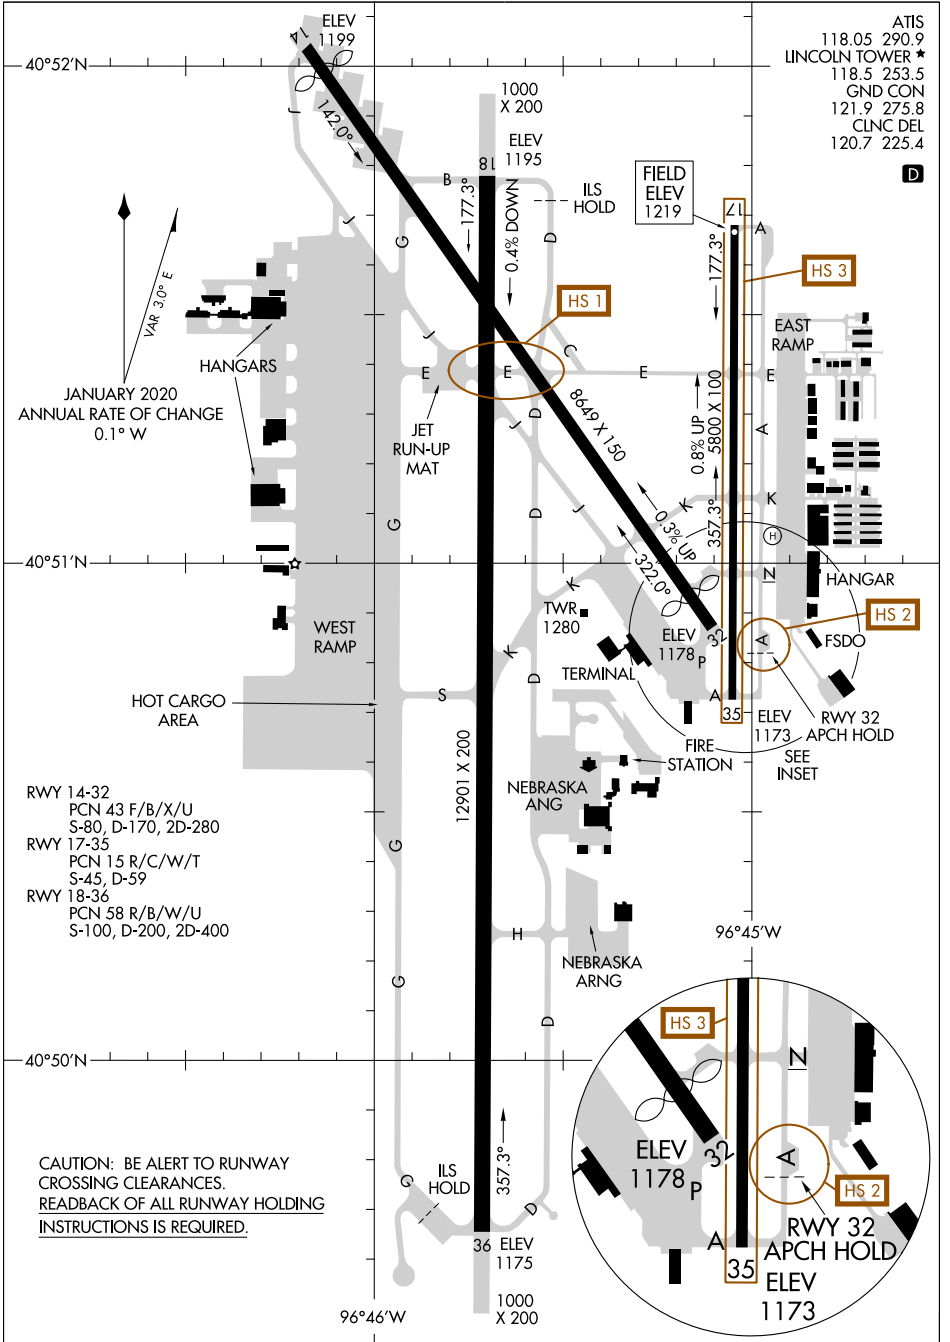 ELEV
1199
14
ATIS
118.05 290.9
LINCOLN TOWER ★
118.5 253.5
GND CON
121.9 275.8
CLNC DEL
120.7 225.4
D
40°52'N
1000
X 200
J
142.0°
ELEV
1195
18
B
177.3°
0.4% DOWN
ILS
HOLD
FIELD
ELEV
1219
17
A
J
G
D
177.3°
HS 3
VAR 3.0° E
HS 1
EAST
RAMP
J
C
HANGARS
E
E
E
E
JANUARY 2020
ANNUAL RATE OF CHANGE
0.1° W
JET
RUN-UP
MAT
8649 X 150
0.8% UP
5800 X 100
D
J
A
G
D
J
K
K
357.3°
0.3% UP
H
40°51'N
322.0°
N
HANGAR
K
TWR
1280
HS 2
WEST
RAMP
ELEV
1178
P
32
A
FSDO
K
TERMINAL
D
S
A
HOT CARGO
AREA
35
ELEV
1173
RWY 32
APCH HOLD
12901 X 200
FIRE
STATION
SEE
INSET
NEBRASKA
ANG
RWY 14-32
PCN 43 F/B/X/U
S-80, D-170, 2D-280
RWY 17-35
PCN 15 R/C/W/T
S-45, D-59
RWY 18-36
PCN 58 R/B/W/U
S-100, D-200, 2D-400
G
H
96°45'W
NEBRASKA
ARNG
G
D
HS 3
40°50'N
N
357.3°
CAUTION: BE ALERT TO RUNWAY
CROSSING CLEARANCES.
READBACK OF ALL RUNWAY HOLDING
INSTRUCTIONS IS REQUIRED.
ILS
HOLD
G
D
ELEV
1178
P
32
A
HS 2
36
ELEV
1175
A
35
RWY 32
APCH HOLD
ELEV
1173
96°46'W
1000
X 200